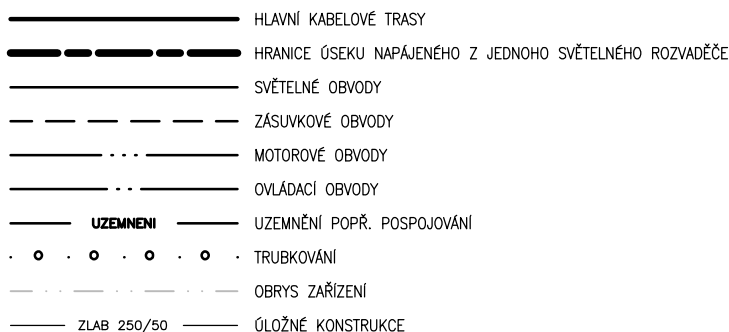 HLAVNÍ KABELOVÉ TRASY
HRANICE ÚSEKU NAPÁJENÉHO Z JEDNOHO SVĚTELNÉHO ROZVADĚČE
SVĚTELNÉ OBVODY
ZÁSUVKOVÉ OBVODY
MOTOROVÉ OBVODY
OVLÁDACÍ OBVODY
UZEMNENI UZEMNĚNÍ POPŘ. POSPOJOVÁNÍ
TRUBKOVÁNÍ
OBRYS ZAŘÍZENÍ
ZLAB 250/50 ÚLOŽNÉ KONSTRUKCE